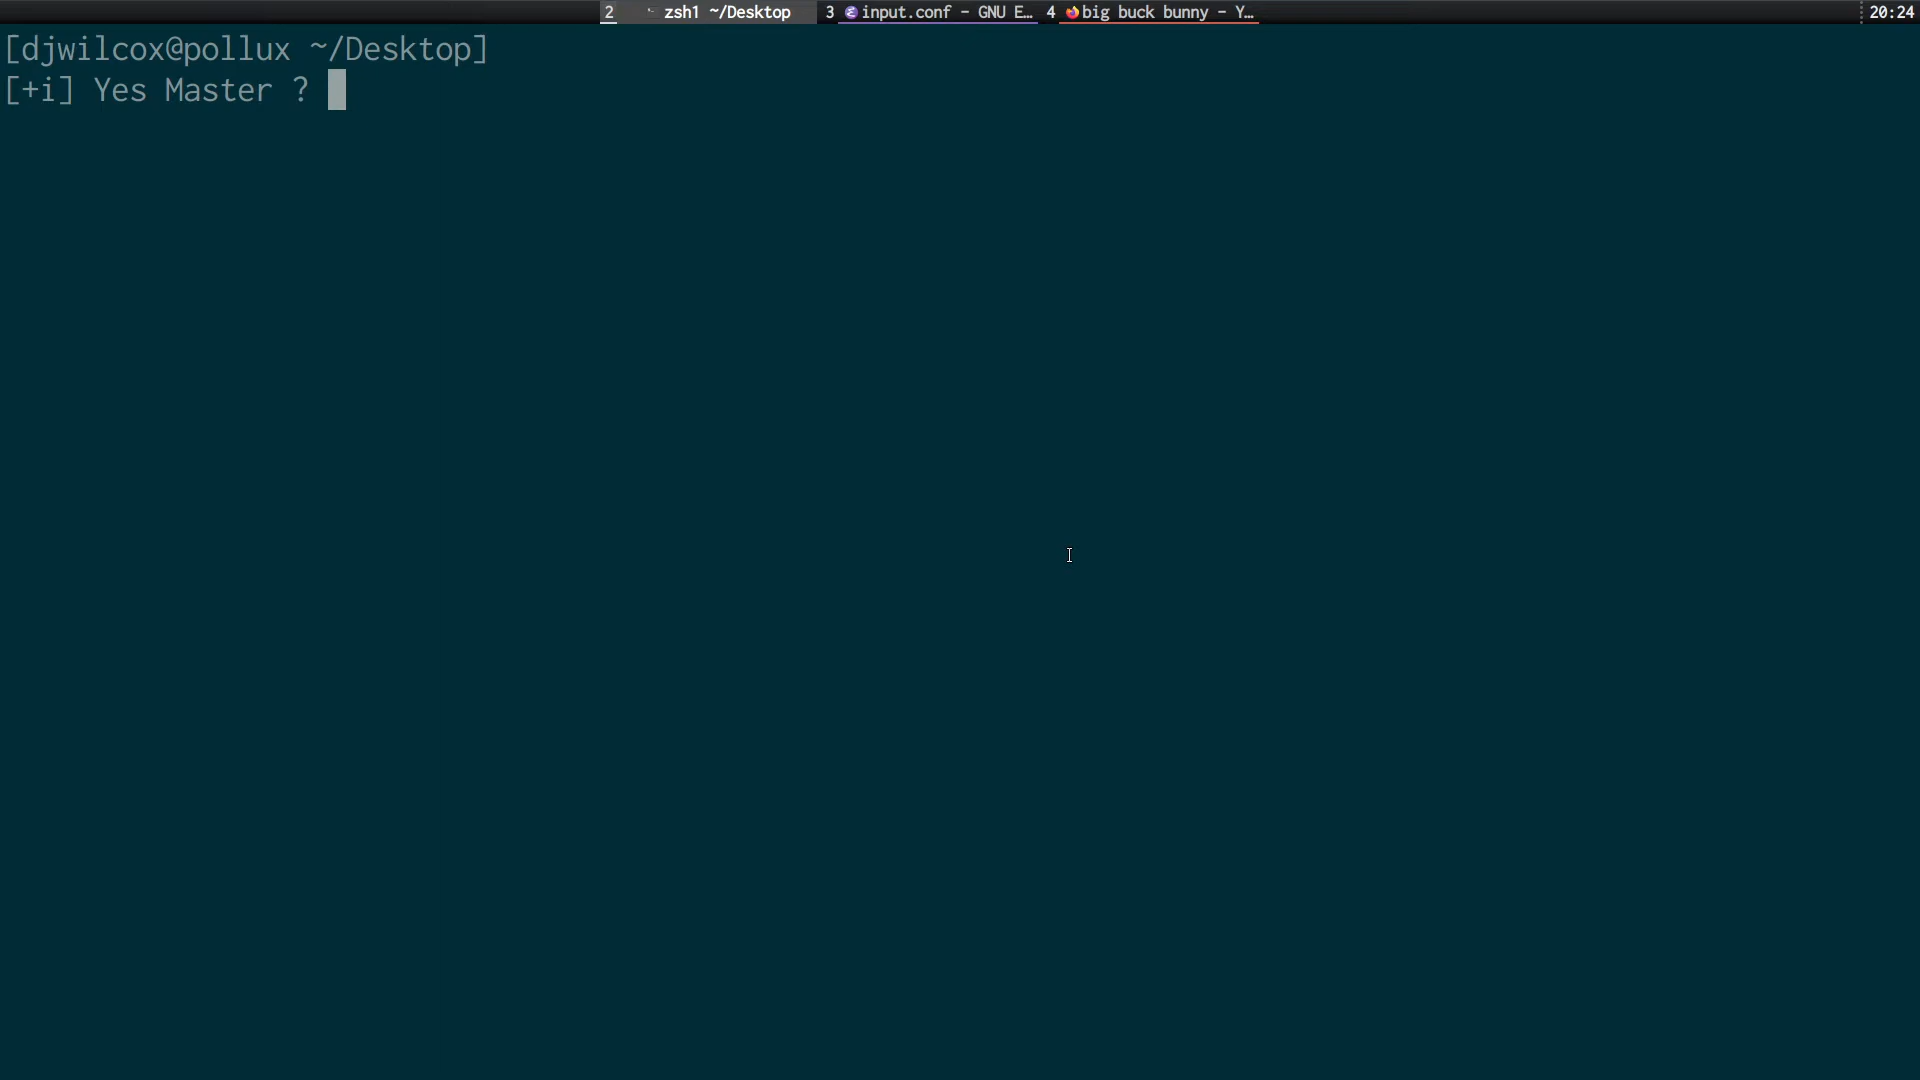 2 zsh1 ~/Desktop 3 input.conf - GNU E… 4 big buck bunny - Y… 20:24
[djwilcox@pollux ~/Desktop]
[+i] Yes Master ?